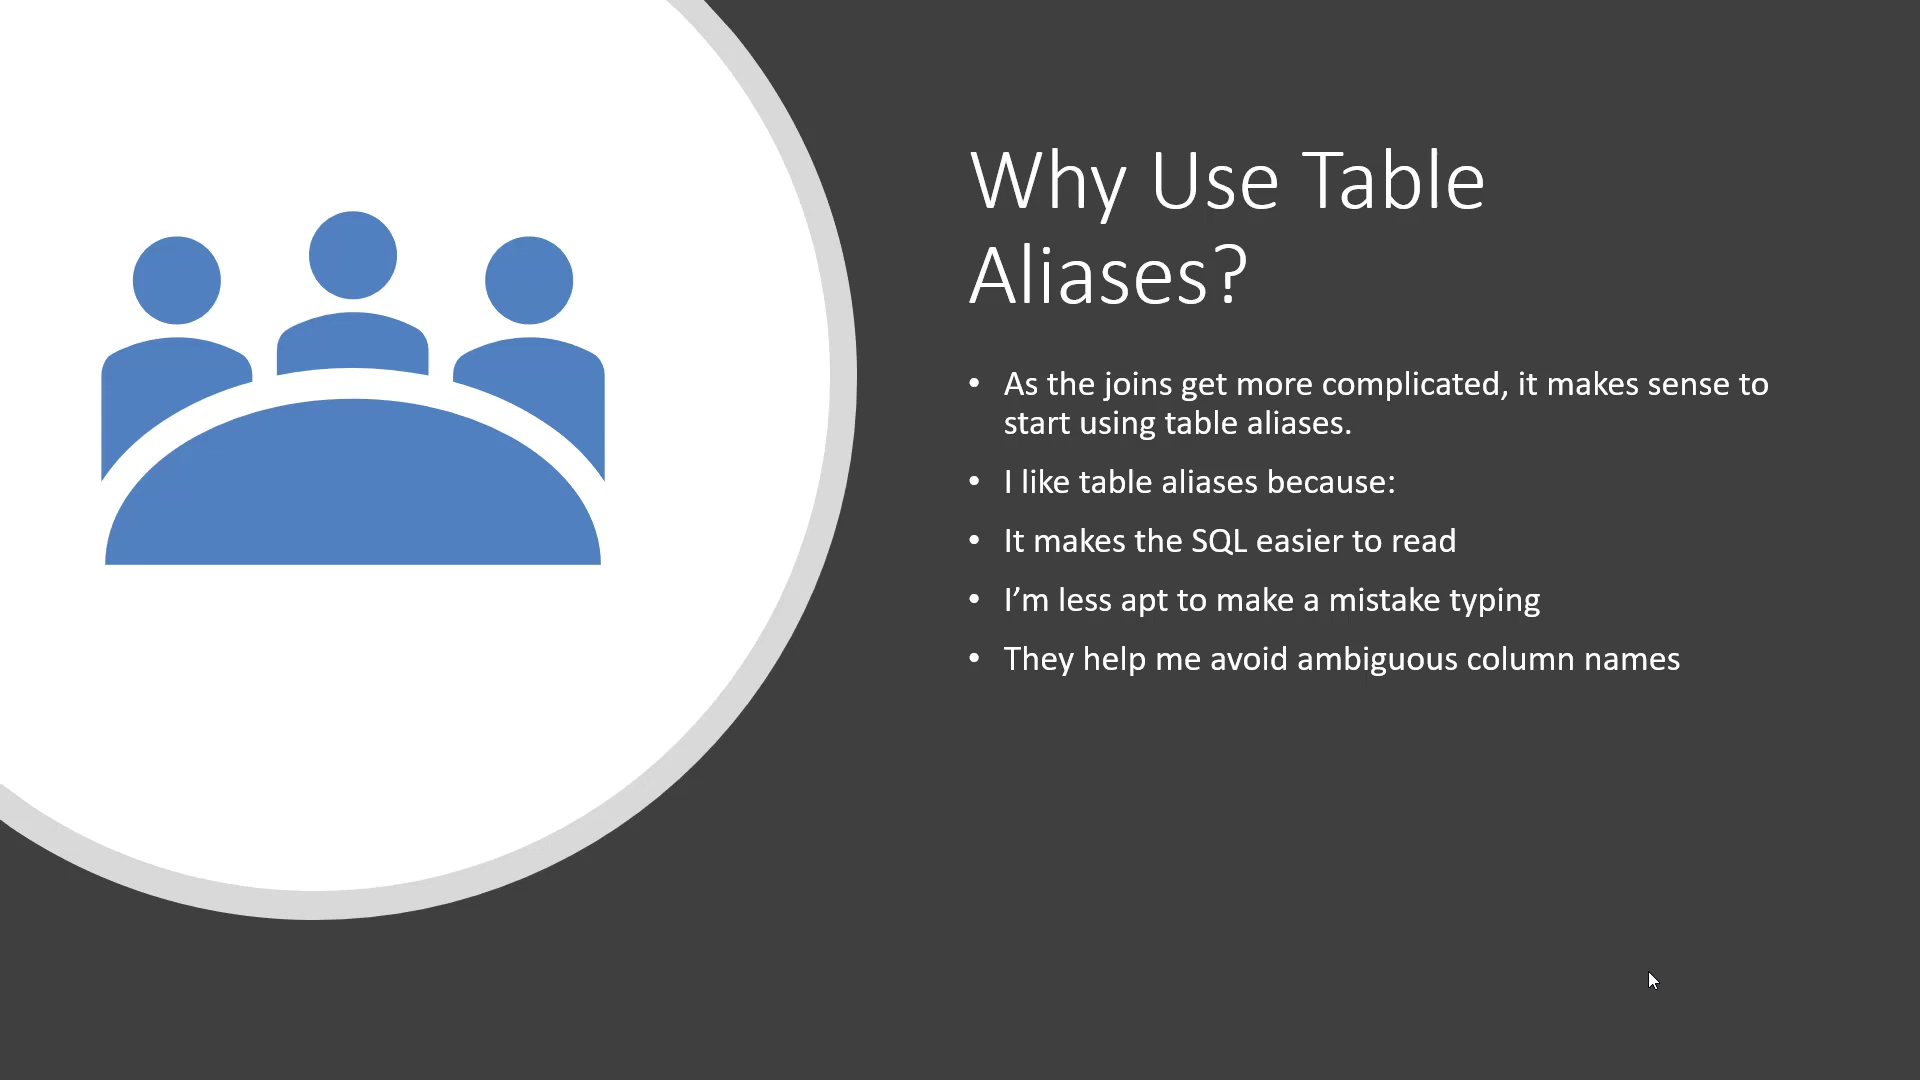 Why Use Table
Aliases?
• As the joins get more complicated, it makes sense to
start using table aliases.
• I like table aliases because:
• It makes the SQL easier to read
• I’m less apt to make a mistake typing
• They help me avoid ambiguous column names